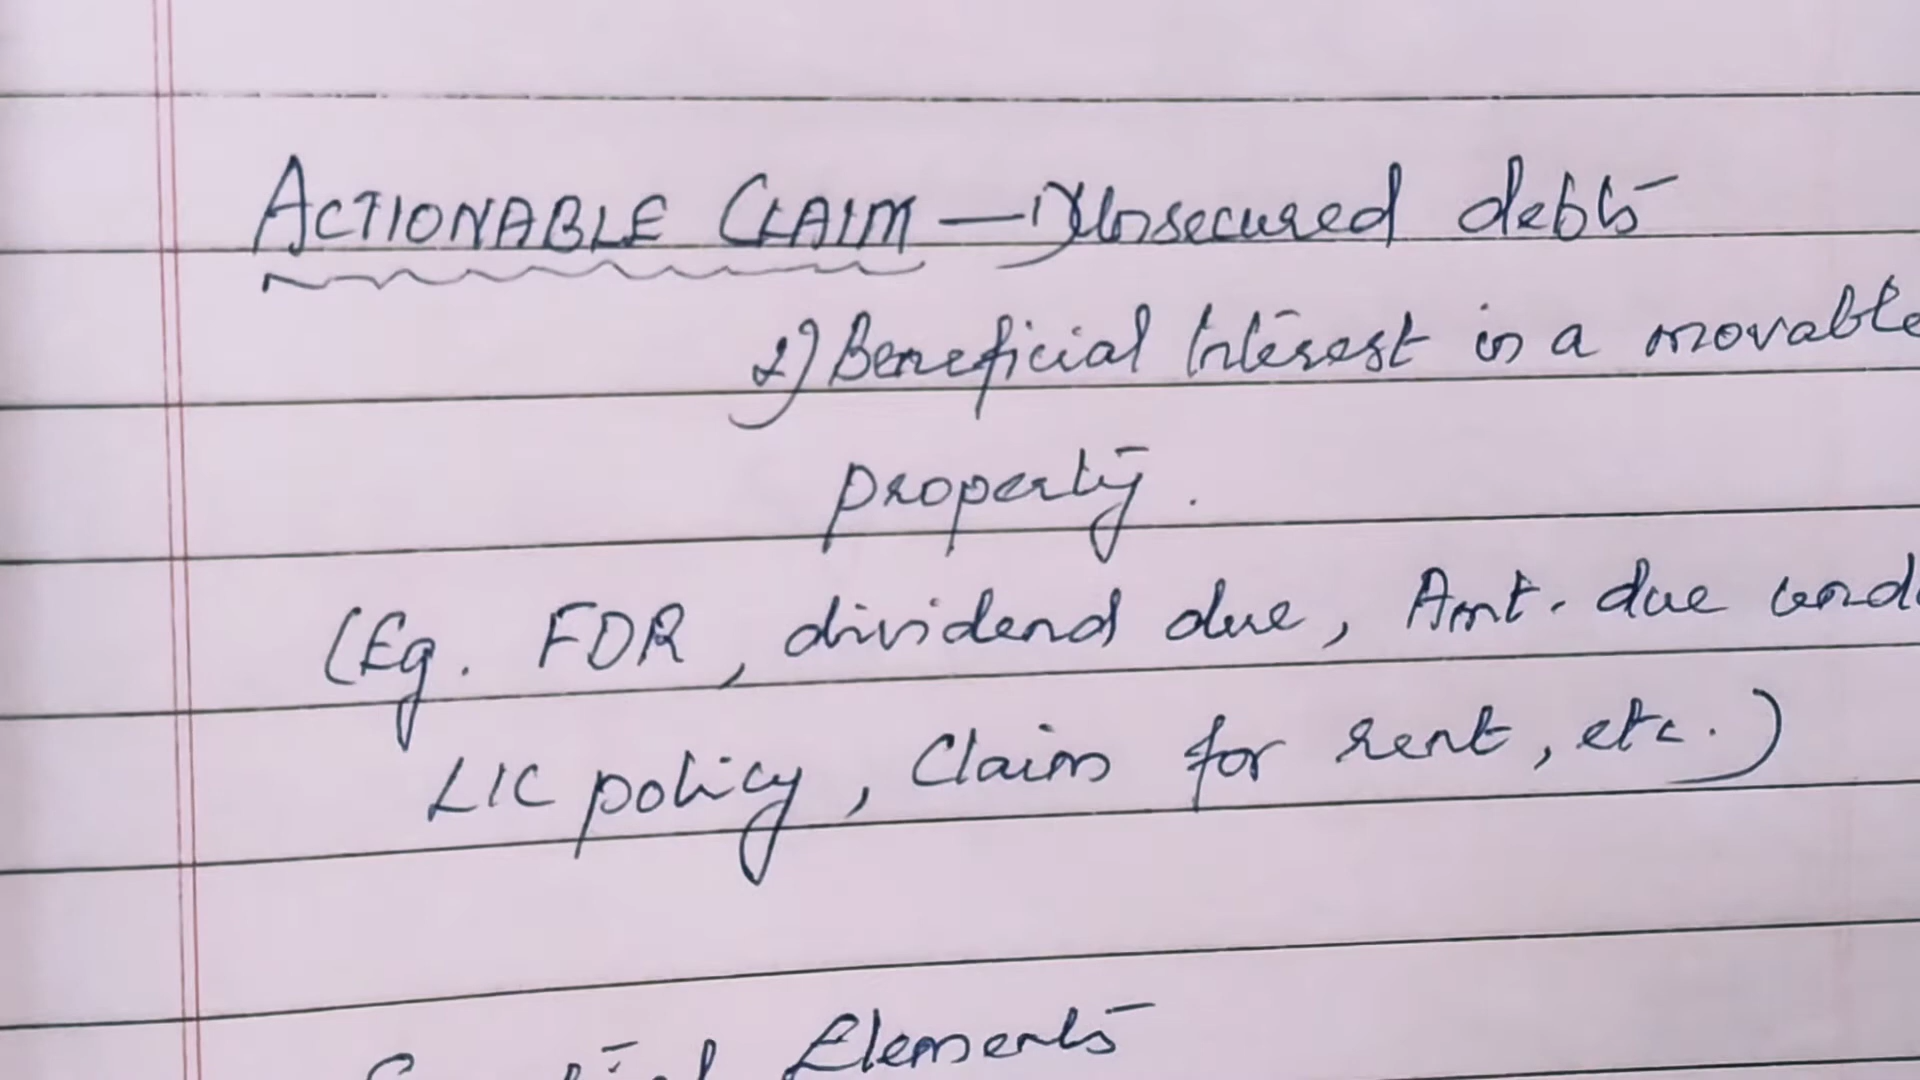 ACTIONABLE CLAIM — 1) Unsecured debts
2) Beneficial Interest in a movable
property.
(Eg. FDR, dividend due, Amt. due
LIC policy, Claim for rent, etc.)
Elements